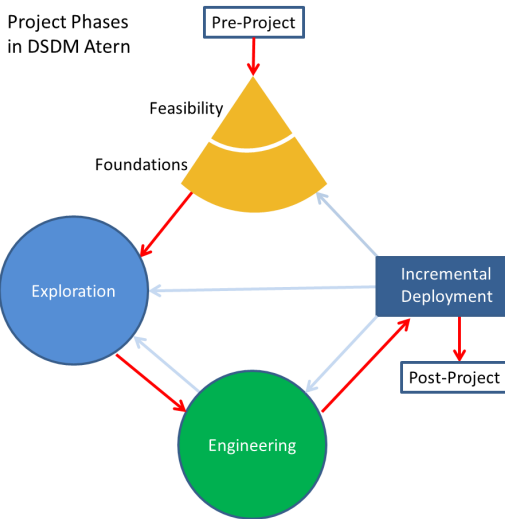 Project Phases
in DSDM Atern
Pre-Project
Feasibility
Foundations
Exploration
Incremental
Deployment
Post-Project
Engineering